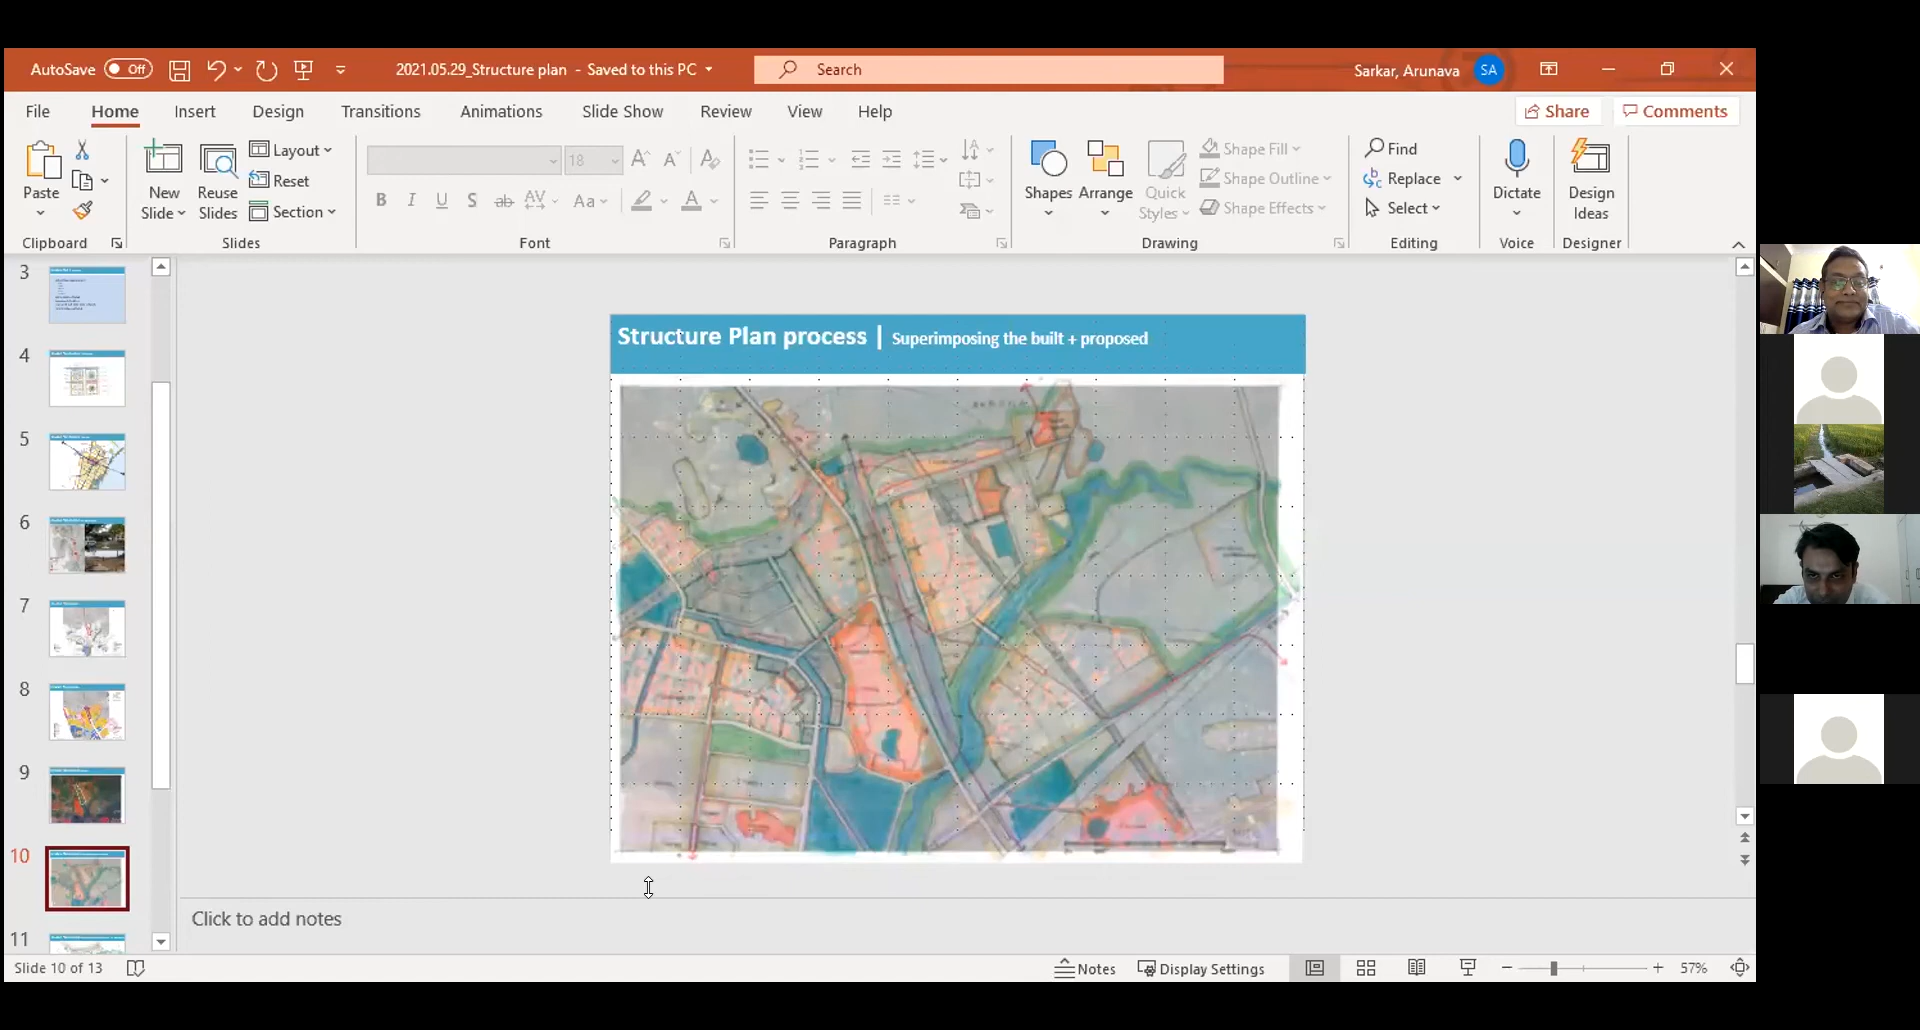 AutoSave Off 2021.05.29_Structure plan - Saved to this PC Search Sarkar, Arunava SA
File Home Insert Design Transitions Animations Slide Show Review View Help Share Comments
Paste
Clipboard
New Slide
Reuse Slides
Layout
Reset
Section
Slides
18
B I U S ab AV Aa A
Font
Paragraph
Shapes
Arrange
Quick Styles
Shape Fill
Shape Outline
Shape Effects
Drawing
Find
Replace
Select
Editing
Dictate
Voice
Design Ideas
Designer
3
4
5
6
7
8
9
10
11
Structure Plan process | Superimposing the built + proposed
Click to add notes
Slide 10 of 13 Notes Display Settings 57%